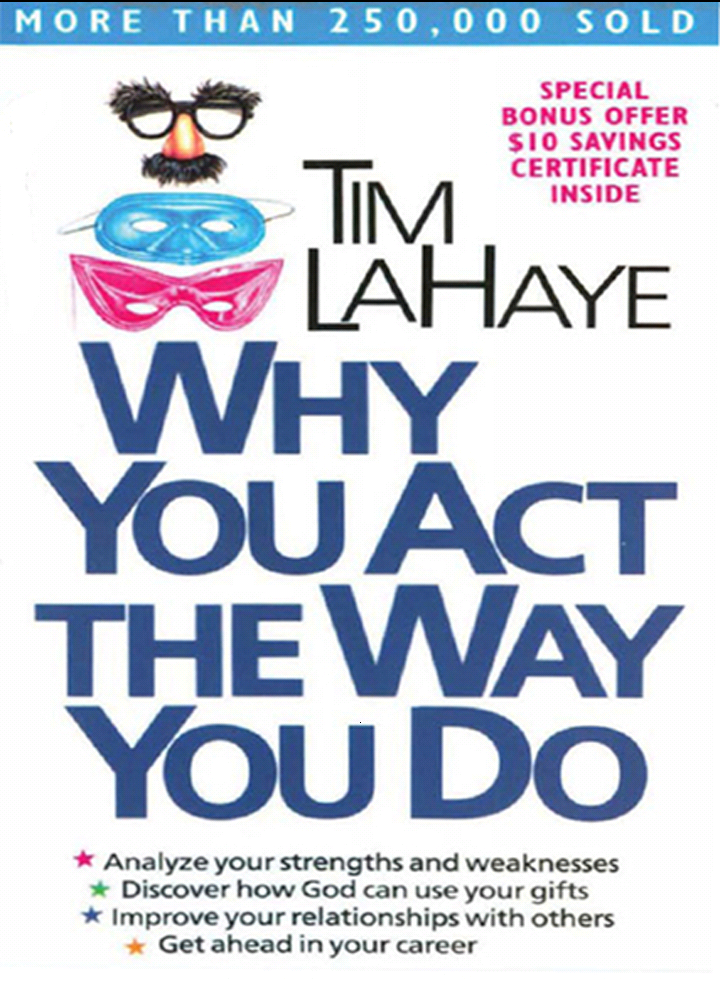 MORE THAN 250,000 SOLD
SPECIAL
BONUS OFFER
$10 SAVINGS
CERTIFICATE
INSIDE
TIM
LAHAYE
WHY
YOU ACT
THE WAY
YOU DO
Analyze your strengths and weaknesses
Discover how God can use your gifts
Improve your relationships with others
Get ahead in your career